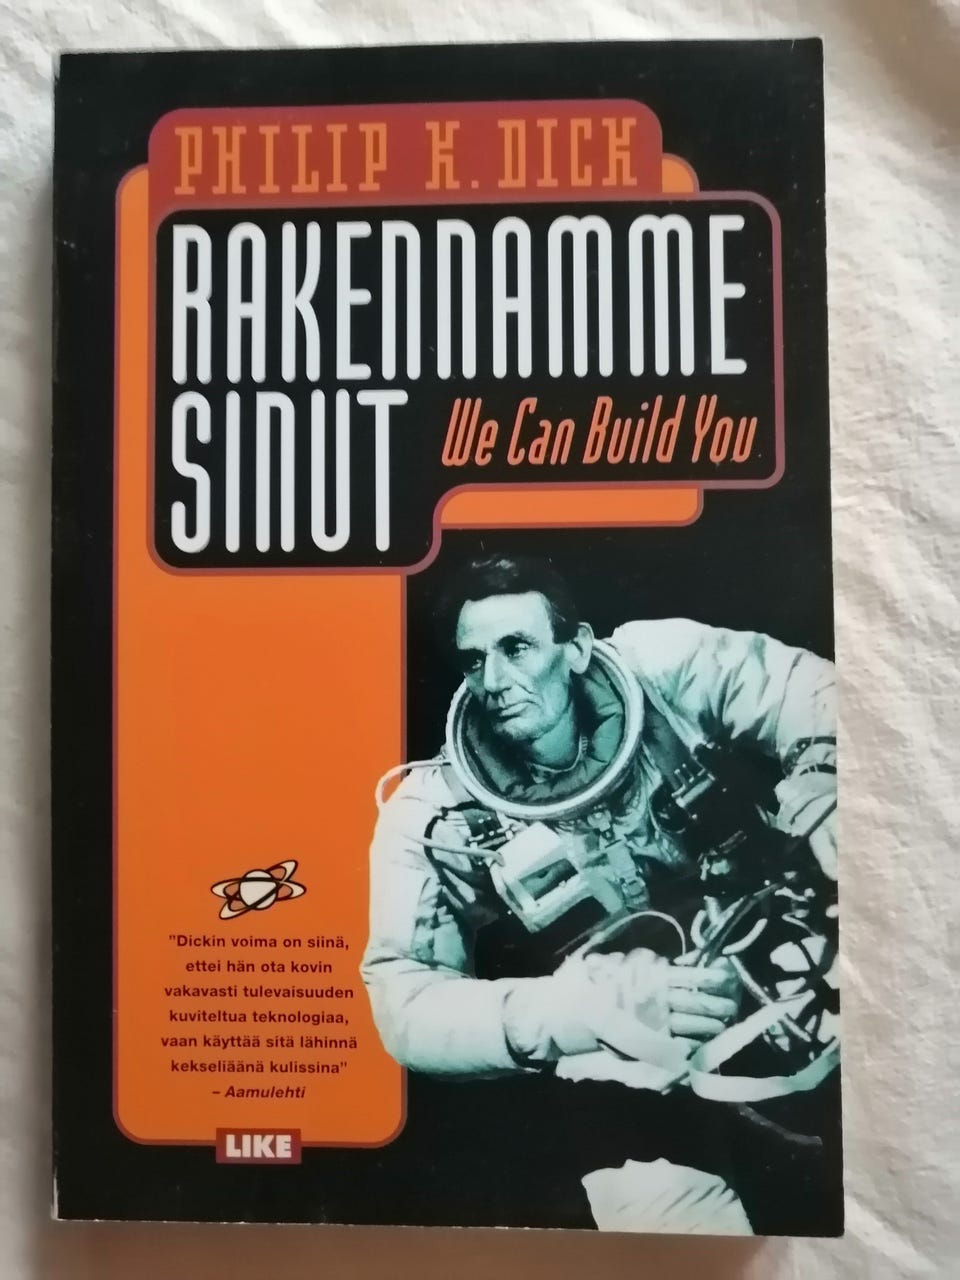 PHILIP K. DICK
RAKENNAMME
SINUT
We Can Build You
"Dickin voima on siinä,
ettei hän ota kovin
vakavasti tulevaisuuden
kuviteltua teknologiaa,
vaan käyttää sitä lähinnä
kekseliäänä kulissina"
– Aamulehti
LIKE